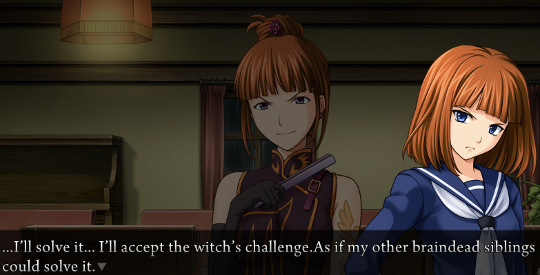 ...I'll solve it... I'll accept the witch's challenge.As if my other braindead siblings
could solve it.▼